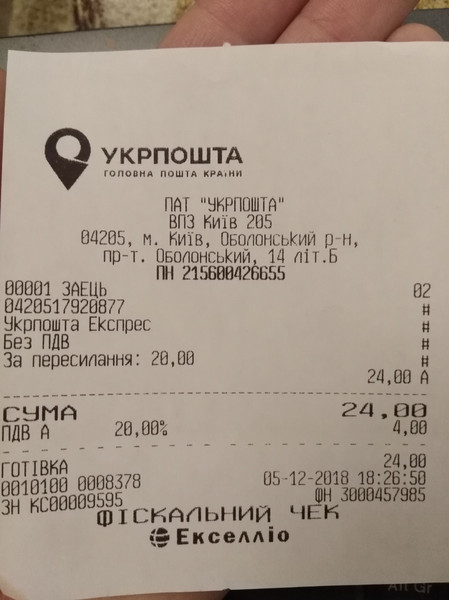 УКРПОШТА
ГОЛОВНА ПОШТА КРАЇНИ
ПАТ "УКРПОШТА"
ВПЗ Київ 205
04205, м. Київ, Оболонський р-н,
пр-т. Оболонський, 14 літ.Б
ПН 215600426655
00001 ЗАЕЦЬ 02
0420517920877 #
Укрпошта Експрес #
Без ПДВ #
За пересилання: 20,00 #
24,00 А
СУМА 24,00
ПДВ А 20,00% 4,00
ГОТІВКА 24,00
0010100 0008378 05-12-2018 18:26:50
ЗН КС00009595 ФН 3000457985
ФІСКАЛЬНИЙ ЧЕК
Екселліо
Alt Gr